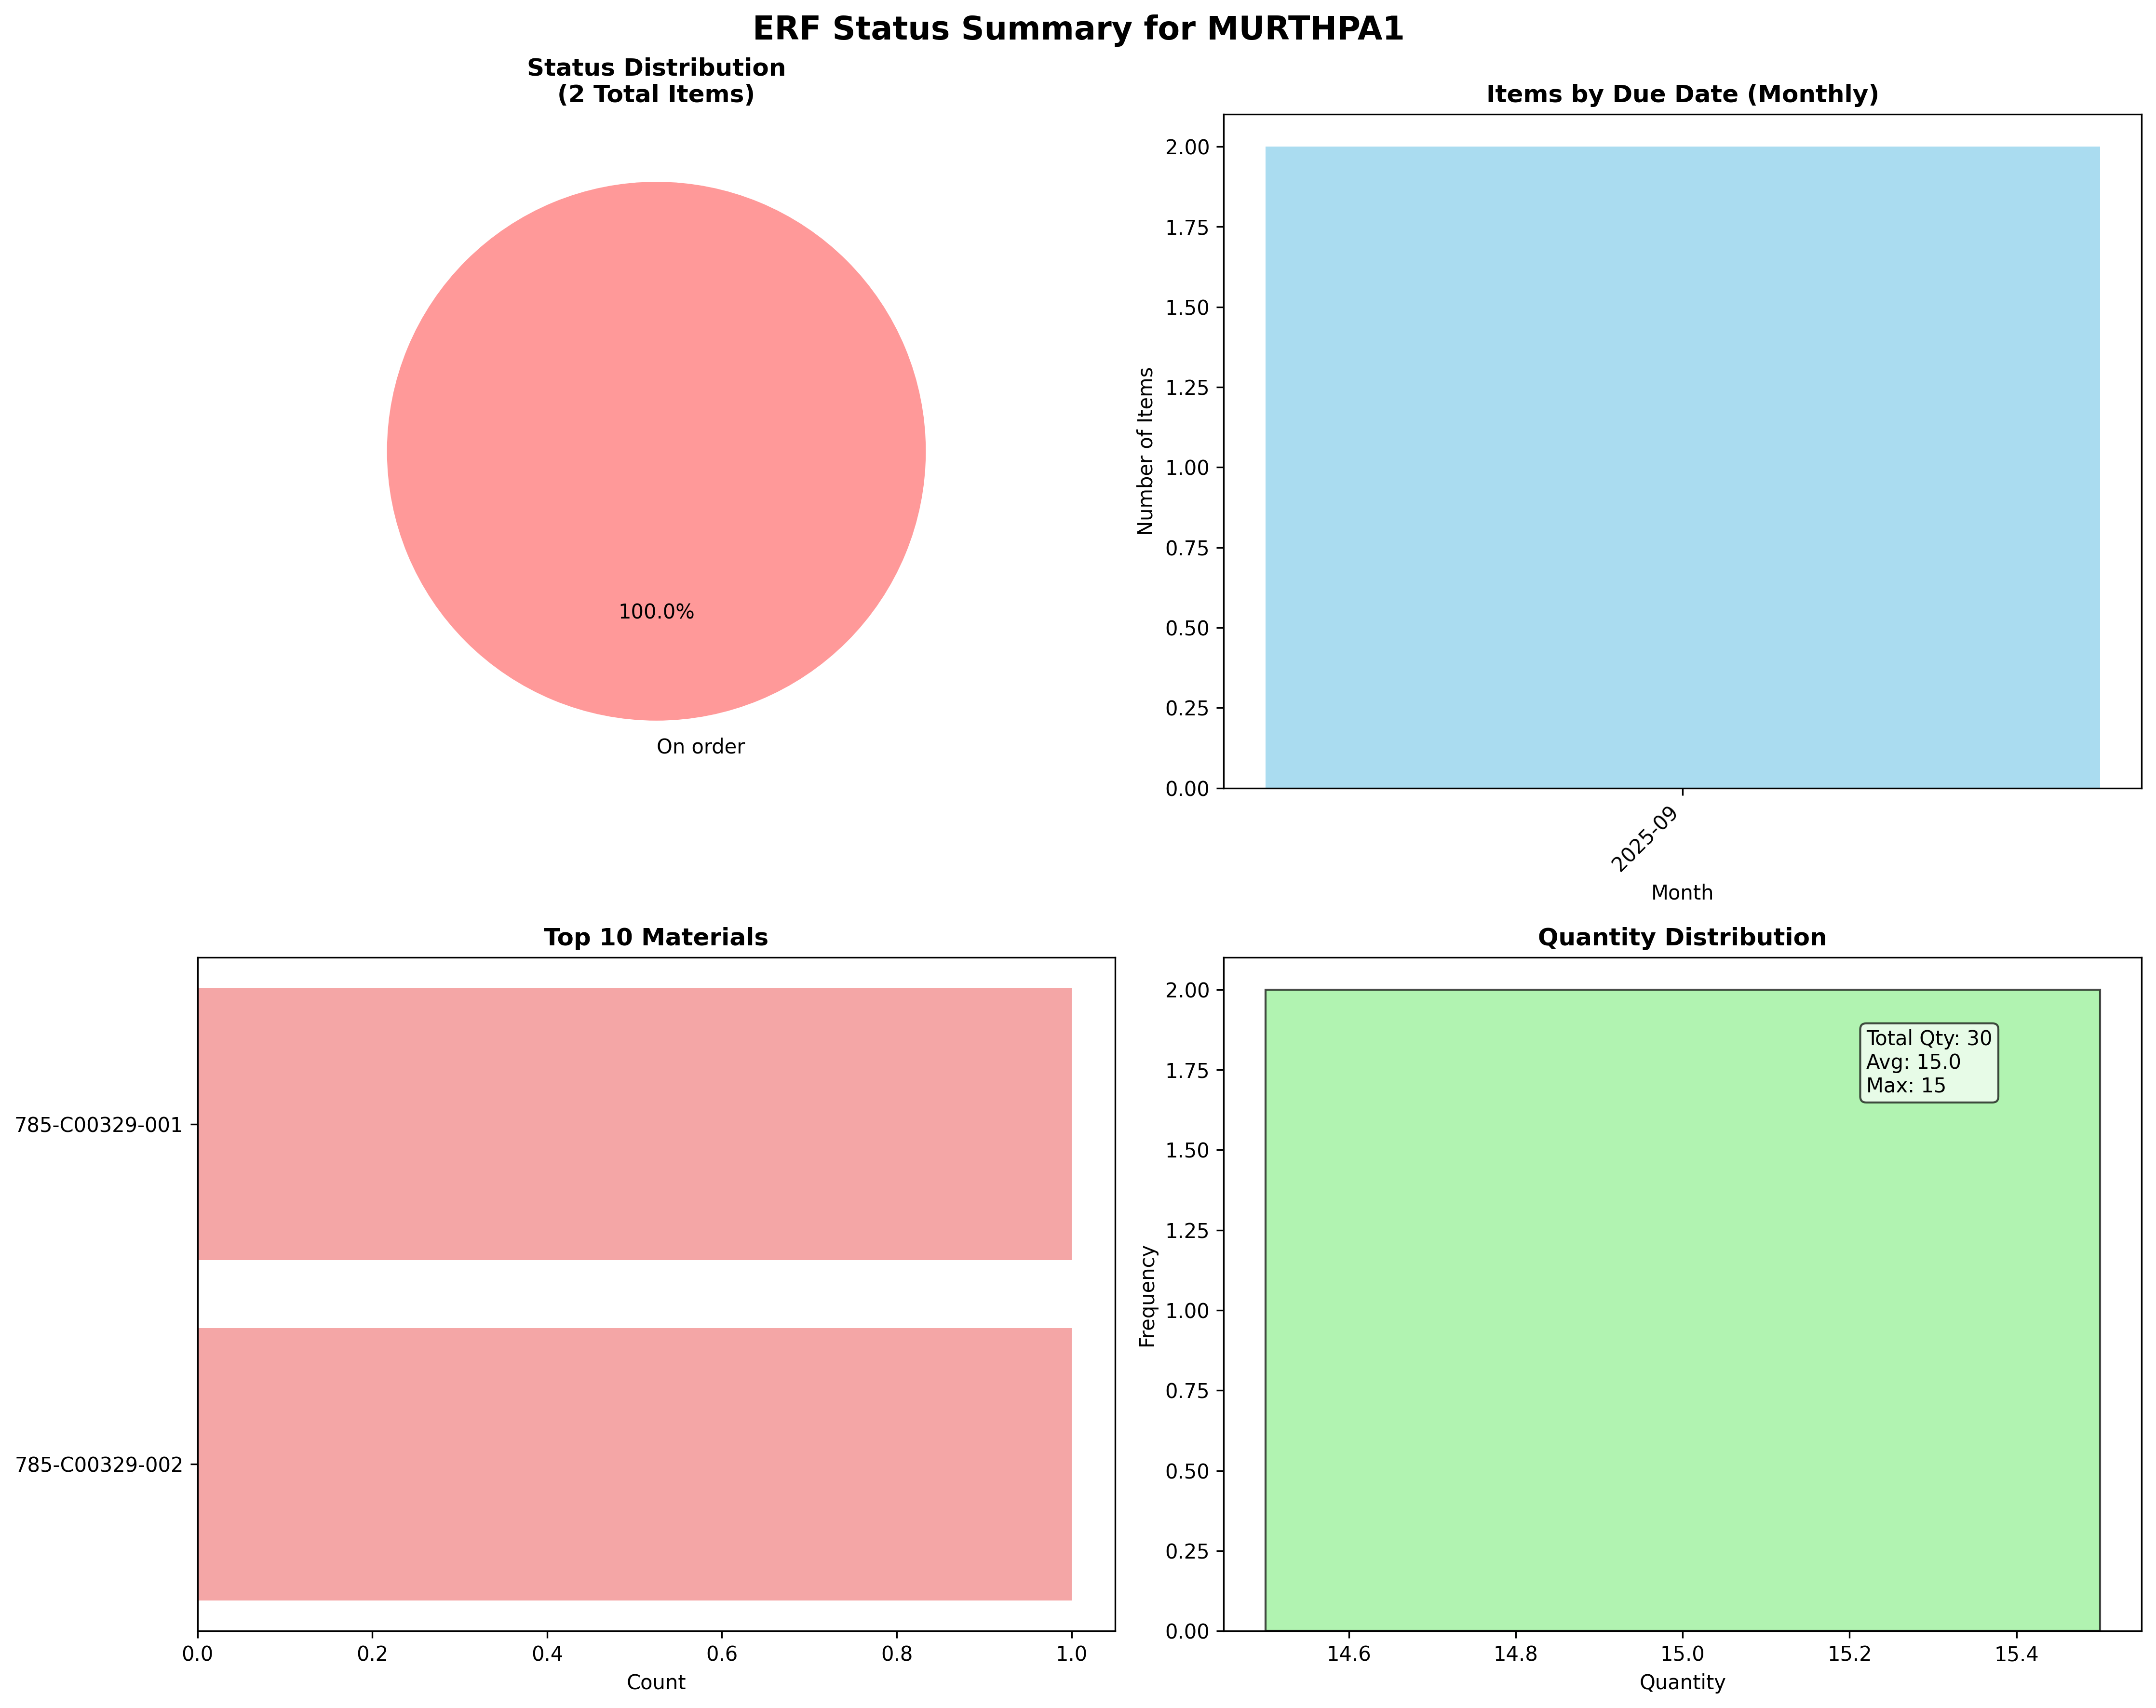 ERF Status Summary for MURTHPA1
Status Distribution
(2 Total Items)
100.0%
On order
Items by Due Date (Monthly)
Number of Items
2.00
1.75
1.50
1.25
1.00
0.75
0.50
0.25
0.00
2025-09
Month
Top 10 Materials
785-C00329-001
785-C00329-002
0.0 0.2 0.4 0.6 0.8 1.0
Count
Quantity Distribution
Frequency
2.00
1.75
1.50
1.25
1.00
0.75
0.50
0.25
0.00
Total Qty: 30
Avg: 15.0
Max: 15
14.6 14.8 15.0 15.2 15.4
Quantity